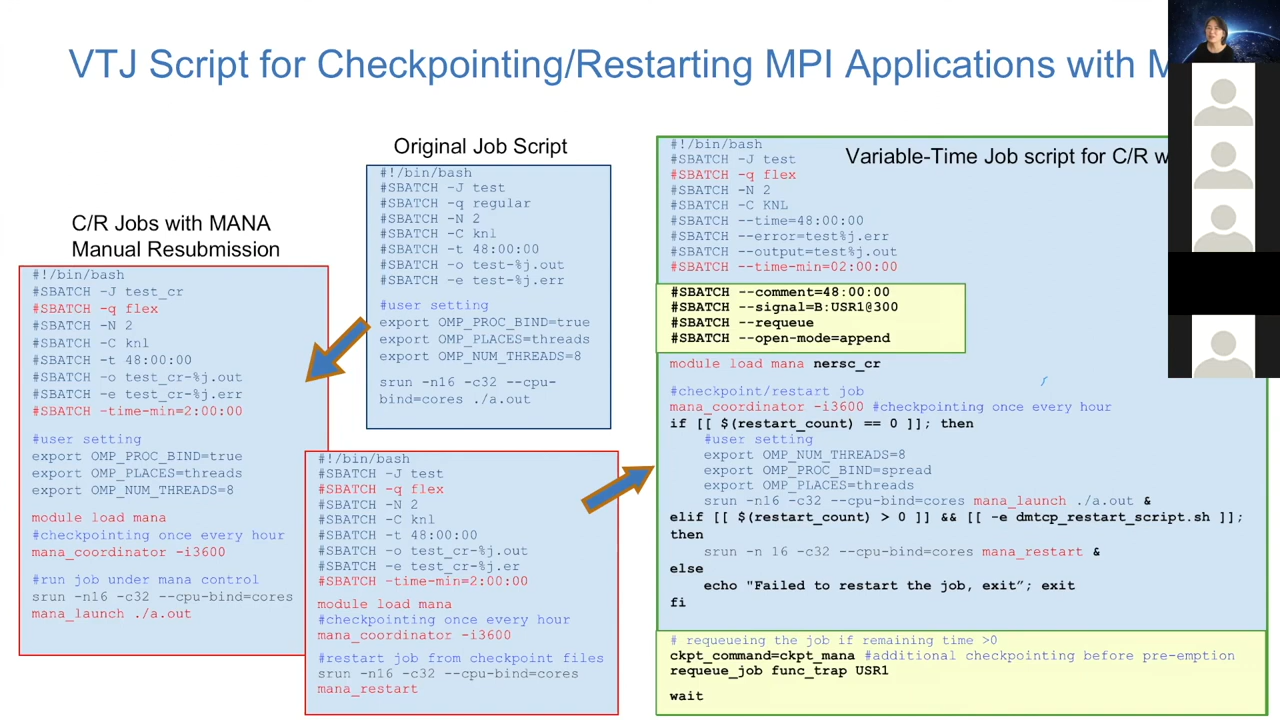 VTJ Script for Checkpointing/Restarting MPI Applications with M
C/R Jobs with MANA
Manual Resubmission
#!/bin/bash
#SBATCH -J test_cr
#SBATCH -q flex
#SBATCH -N 2
#SBATCH -C knl
#SBATCH -t 48:00:00
#SBATCH -o test_cr-%j.out
#SBATCH -e test_cr-%j.err
#SBATCH -time-min=2:00:00
#user setting
export OMP_PROC_BIND=true
export OMP_PLACES=threads
export OMP_NUM_THREADS=8
module load mana
#checkpointing once every hour
mana_coordinator -i3600
#run job under mana control
srun -n16 -c32 --cpu-bind=cores
mana_launch ./a.out
Original Job Script
#!/bin/bash
#SBATCH -J test
#SBATCH -q regular
#SBATCH -N 2
#SBATCH -C knl
#SBATCH -t 48:00:00
#SBATCH -o test-%j.out
#SBATCH -e test-%j.err
#user setting
export OMP_PROC_BIND=true
export OMP_PLACES=threads
export OMP_NUM_THREADS=8
srun -n16 -c32 --cpu-
bind=cores ./a.out
#!/bin/bash
#SBATCH -J test
#SBATCH -q flex
#SBATCH -N 2
#SBATCH -C knl
#SBATCH -t 48:00:00
#SBATCH -o test_cr-%j.out
#SBATCH -e test_cr-%j.er
#SBATCH -time-min=2:00:00
module load mana
#checkpointing once every hour
mana_coordinator -i3600
#restart job from checkpoint files
srun -n16 -c32 --cpu-bind=cores
mana_restart
Variable-Time Job script for C/R w
#!/bin/bash
#SBATCH -J test
#SBATCH -q flex
#SBATCH -N 2
#SBATCH -C KNL
#SBATCH --time=48:00:00
#SBATCH --error=test%j.err
#SBATCH --output=test%j.out
#SBATCH --time-min=02:00:00
#SBATCH --comment=48:00:00
#SBATCH --signal=B:USR1@300
#SBATCH --requeue
#SBATCH --open-mode=append
module load mana nersc_cr
#checkpoint/restart job
mana_coordinator -i3600 #checkpointing once every hour
if [[ $(restart_count) == 0 ]]; then
#user setting
export OMP_NUM_THREADS=8
export OMP_PROC_BIND=spread
export OMP_PLACES=threads
srun -n16 -c32 --cpu-bind=cores mana_launch ./a.out &
elif [[ $(restart_count) > 0 ]] && [[ -e dmtcp_restart_script.sh ]];
then
srun -n 16 -c32 --cpu-bind=cores mana_restart &
else
echo "Failed to restart the job, exit”; exit
fi
# requeueing the job if remaining time >0
ckpt_command=ckpt_mana #additional checkpointing before pre-emption
requeue_job func_trap USR1
wait